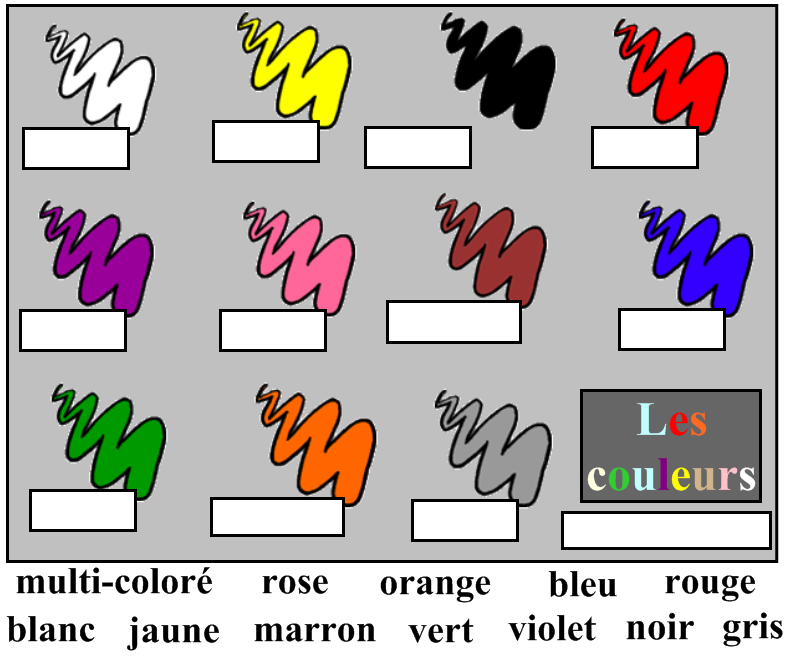 Les
couleurs
multi-coloré rose orange bleu rouge
blanc jaune marron vert violet noir gris